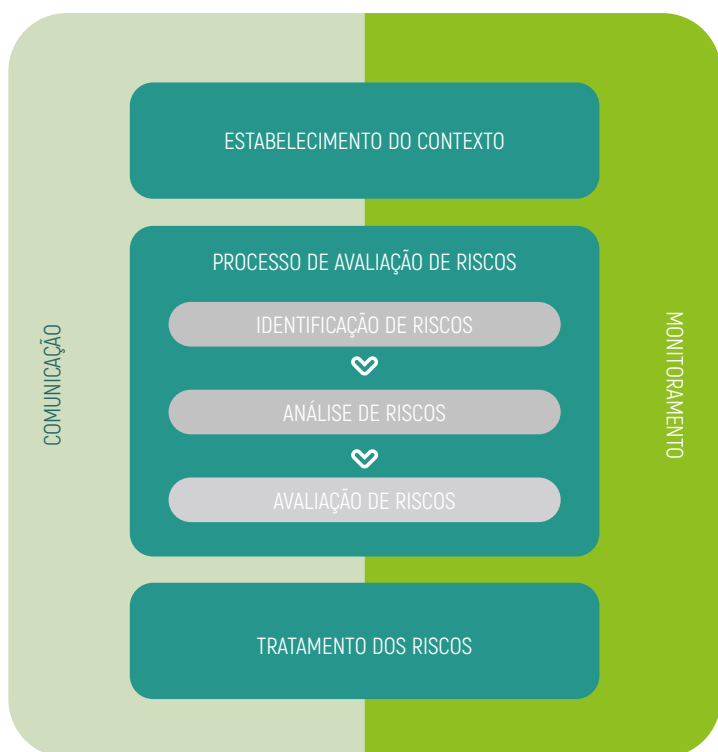 ESTABELECIMENTO DO CONTEXTO
PROCESSO DE AVALIAÇÃO DE RISCOS
IDENTIFICAÇÃO DE RISCOS
ANÁLISE DE RISCOS
AVALIAÇÃO DE RISCOS
TRATAMENTO DOS RISCOS
COMUNICAÇÃO
MONITORAMENTO